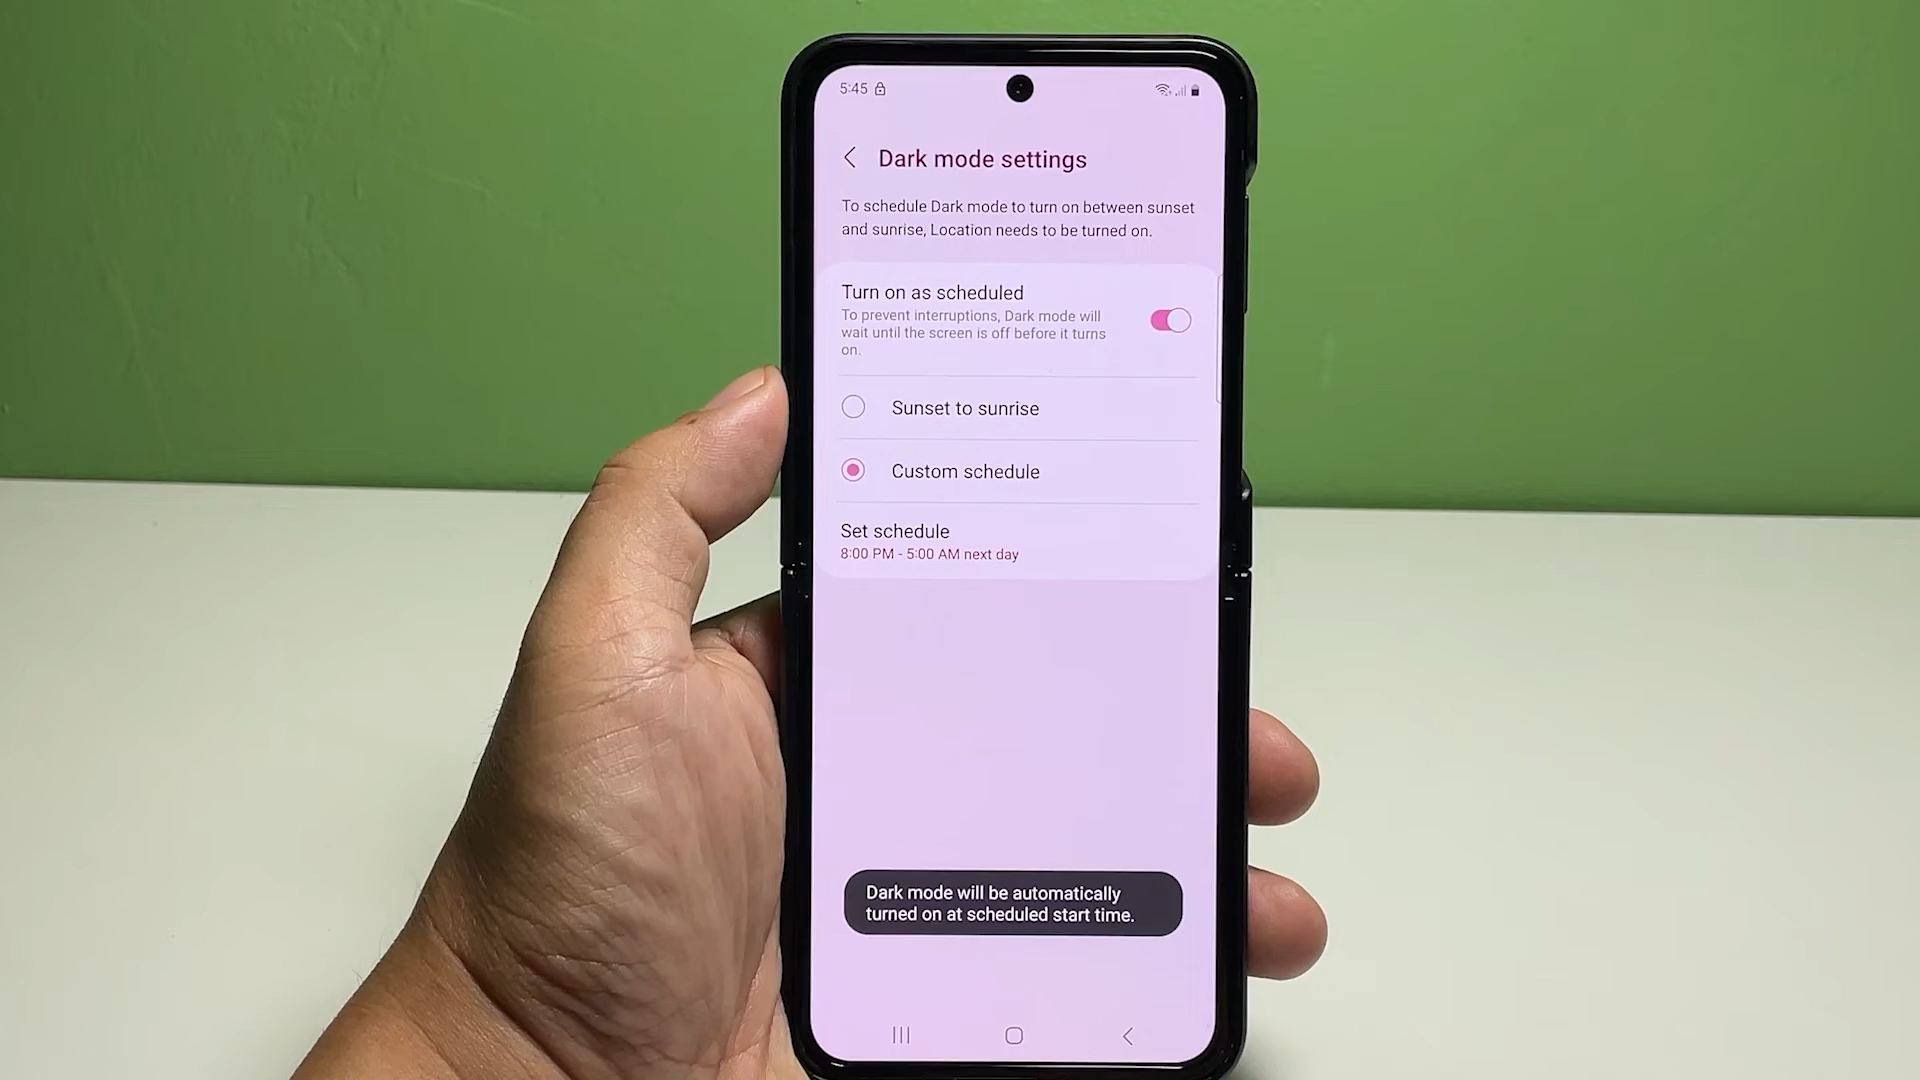 5:45
Dark mode settings
To schedule Dark mode to turn on between sunset
and sunrise, Location needs to be turned on.
Turn on as scheduled
To prevent interruptions, Dark mode will
wait until the screen is off before it turns
on.
Sunset to sunrise
Custom schedule
Set schedule
8:00 PM - 5:00 AM next day
Dark mode will be automatically
turned on at scheduled start time.